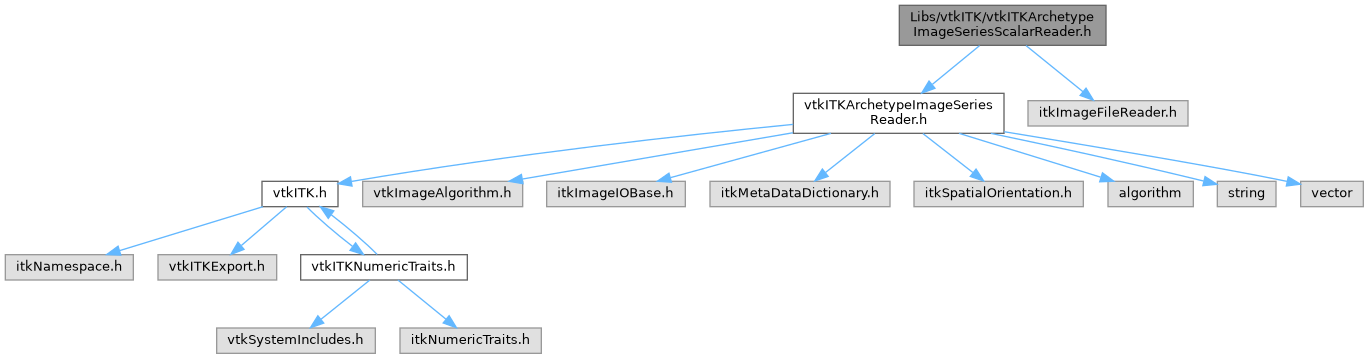 Libs/vtkITK/vtkITKArchetype
ImageSeriesScalarReader.h
vtkITKArchetypeImageSeries
Reader.h
itkImageFileReader.h
vtkITK.h
vtkImageAlgorithm.h
itkImageIOBase.h
itkMetaDataDictionary.h
itkSpatialOrientation.h
algorithm
string
vector
itkNamespace.h
vtkITKExport.h
vtkITKNumericTraits.h
vtkSystemIncludes.h
itkNumericTraits.h